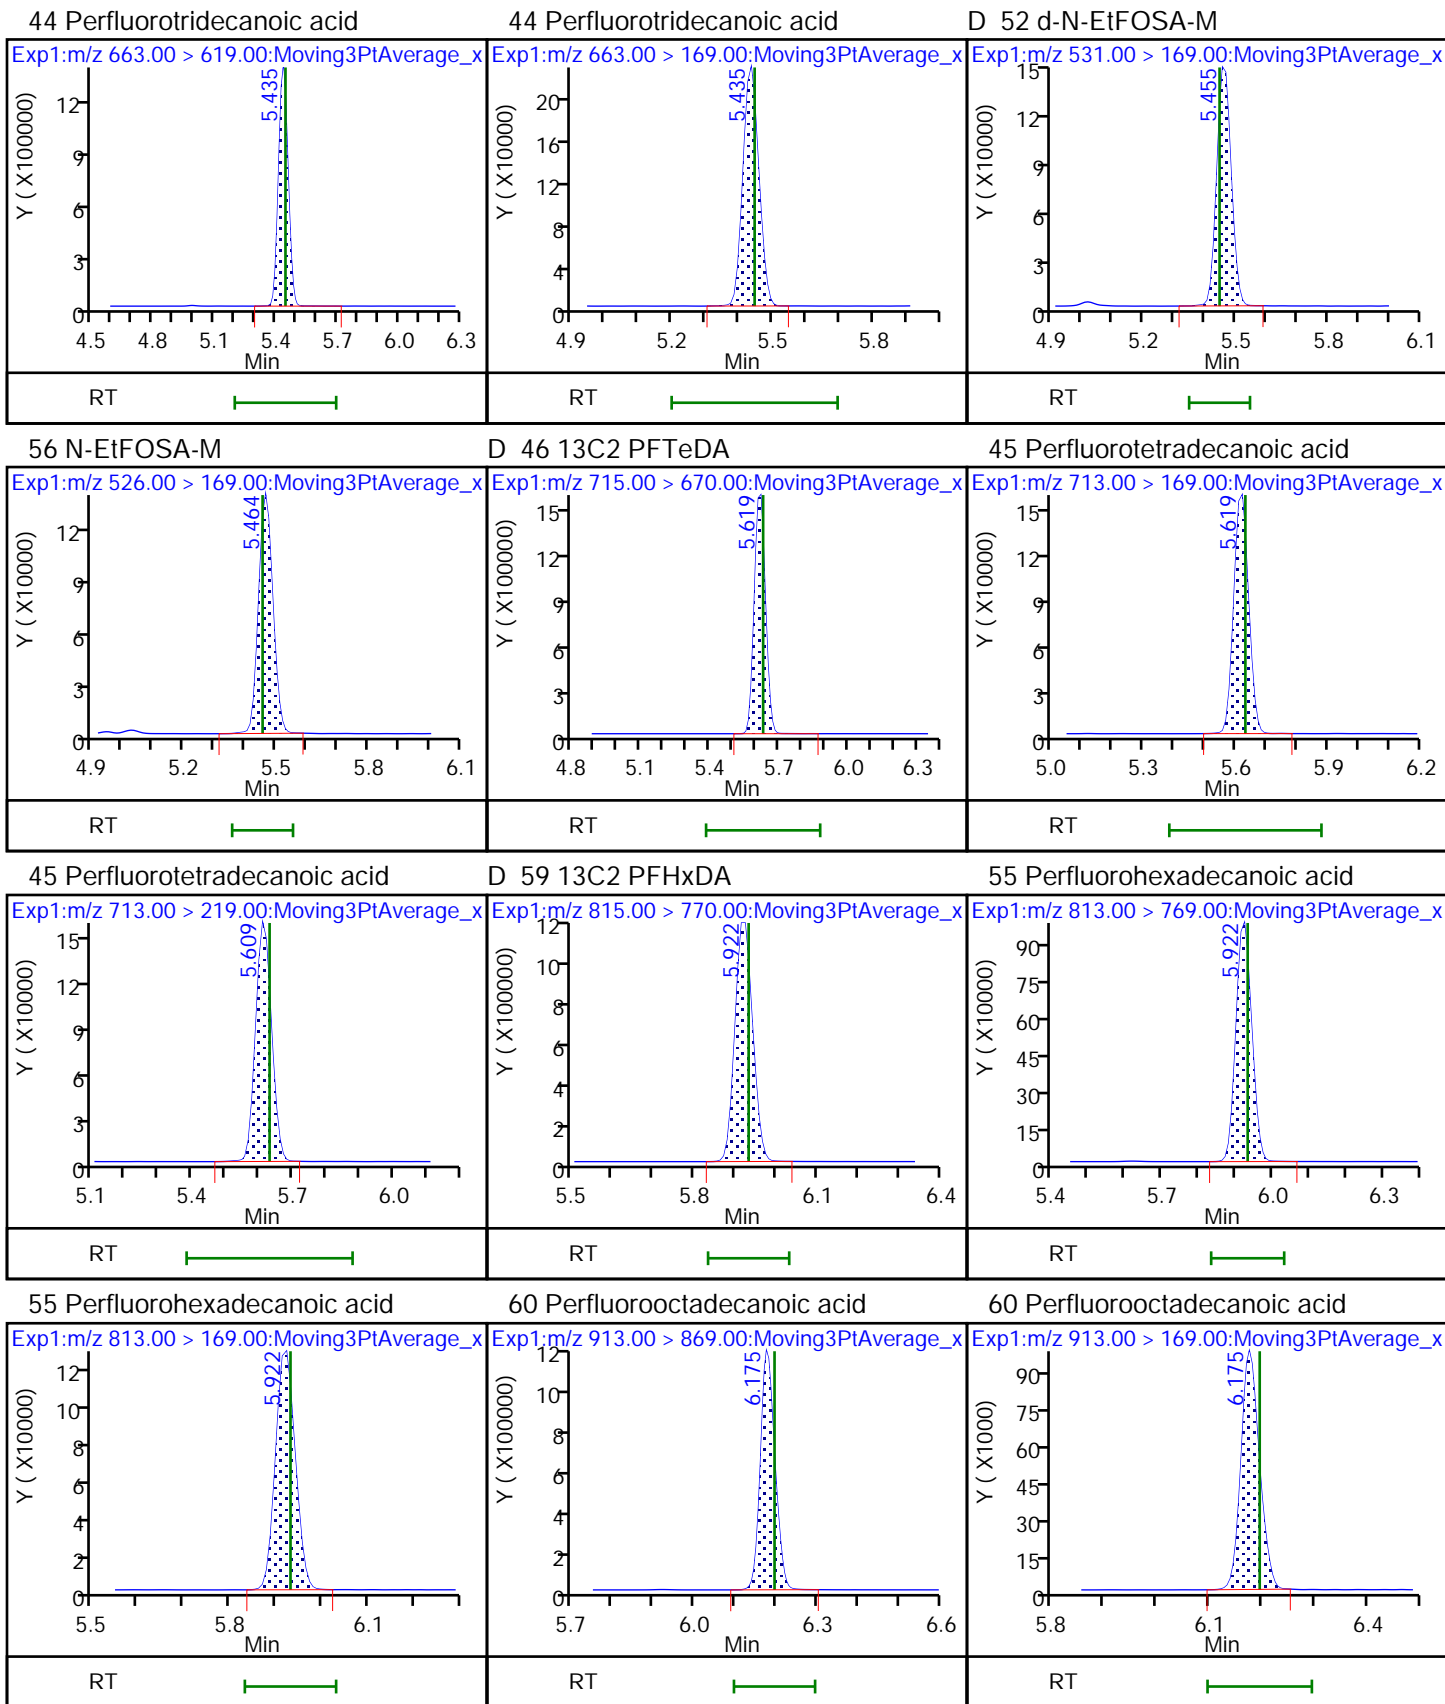 44 Perfluorotridecanoic acid
Exp1:m/z 663.00 > 619.00:Moving3PtAverage_x
5.435
Y ( X100000)
12
9
6
3
0
4.5 4.8 5.1 5.4 5.7 6.0 6.3
Min
RT
44 Perfluorotridecanoic acid
Exp1:m/z 663.00 > 169.00:Moving3PtAverage_x
5.435
Y ( X10000)
20
16
12
8
4
0
4.9 5.2 5.5 5.8
Min
RT
D 52 d-N-EtFOSA-M
Exp1:m/z 531.00 > 169.00:Moving3PtAverage_x
5.455
Y ( X10000)
15
12
9
6
3
0
4.9 5.2 5.5 5.8 6.1
Min
RT
56 N-EtFOSA-M
Exp1:m/z 526.00 > 169.00:Moving3PtAverage_x
5.464
Y ( X10000)
12
9
6
3
0
4.9 5.2 5.5 5.8 6.1
Min
RT
D 46 13C2 PFTeDA
Exp1:m/z 715.00 > 670.00:Moving3PtAverage_x
5.619
Y ( X100000)
15
12
9
6
3
0
4.8 5.1 5.4 5.7 6.0 6.3
Min
RT
45 Perfluorotetradecanoic acid
Exp1:m/z 713.00 > 169.00:Moving3PtAverage_x
5.619
Y ( X10000)
15
12
9
6
3
0
5.0 5.3 5.6 5.9 6.2
Min
RT
45 Perfluorotetradecanoic acid
Exp1:m/z 713.00 > 219.00:Moving3PtAverage_x
5.609
Y ( X10000)
15
12
9
6
3
0
5.1 5.4 5.7 6.0
Min
RT
D 59 13C2 PFHxDA
Exp1:m/z 815.00 > 770.00:Moving3PtAverage_x
5.922
Y ( X100000)
12
10
8
6
4
2
0
5.5 5.8 6.1 6.4
Min
RT
55 Perfluorohexadecanoic acid
Exp1:m/z 813.00 > 769.00:Moving3PtAverage_x
5.922
Y ( X10000)
90
75
60
45
30
15
0
5.4 5.7 6.0 6.3
Min
RT
55 Perfluorohexadecanoic acid
Exp1:m/z 813.00 > 169.00:Moving3PtAverage_x
5.922
Y ( X10000)
12
10
8
6
4
2
0
5.5 5.8 6.1
Min
RT
60 Perfluorooctadecanoic acid
Exp1:m/z 913.00 > 869.00:Moving3PtAverage_x
6.175
Y ( X100000)
12
10
8
6
4
2
0
5.7 6.0 6.3 6.6
Min
RT
60 Perfluorooctadecanoic acid
Exp1:m/z 913.00 > 169.00:Moving3PtAverage_x
6.175
Y ( X1000)
90
75
60
45
30
15
0
5.8 6.1 6.4
Min
RT